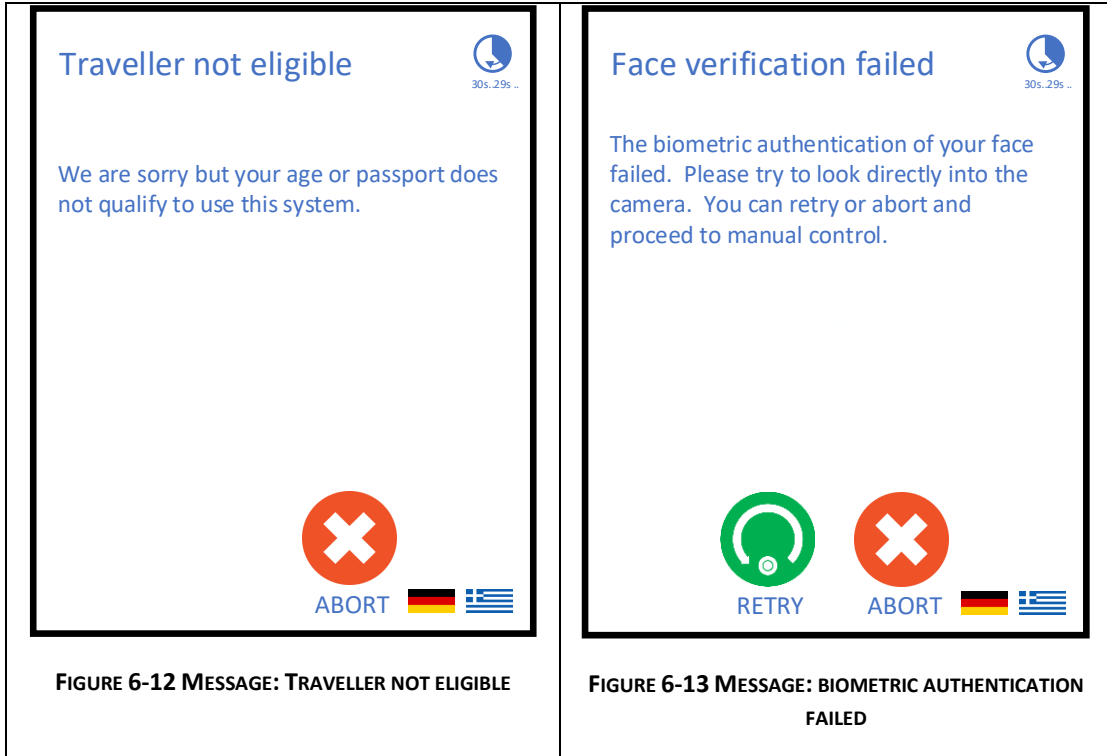 Traveller not eligible
30s..29s ..
We are sorry but your age or passport does
not qualify to use this system.
ABORT
FIGURE 6-12 MESSAGE: TRAVELLER NOT ELIGIBLE
Face verification failed
30s..29s ..
The biometric authentication of your face
failed.  Please try to look directly into the
camera.  You can retry or abort and
proceed to manual control.
RETRY ABORT
FIGURE 6-13 MESSAGE: BIOMETRIC AUTHENTICATION
FAILED